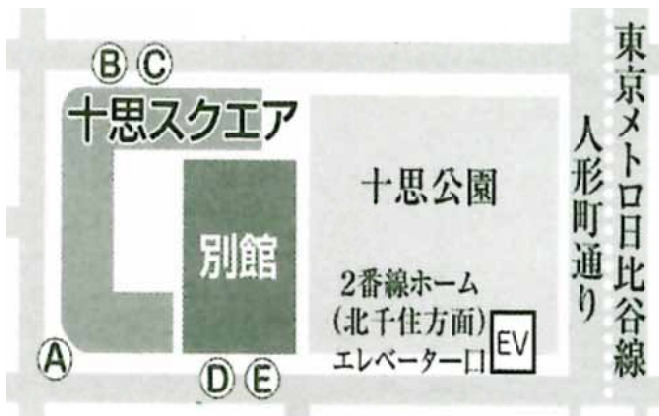 Ⓑ Ⓒ
十思スクエア
別館
Ⓐ
Ⓓ Ⓔ
十思公園
2番線ホーム
(北千住方面)
エレベーター口
EV
人形町通り
東京メトロ日比谷線